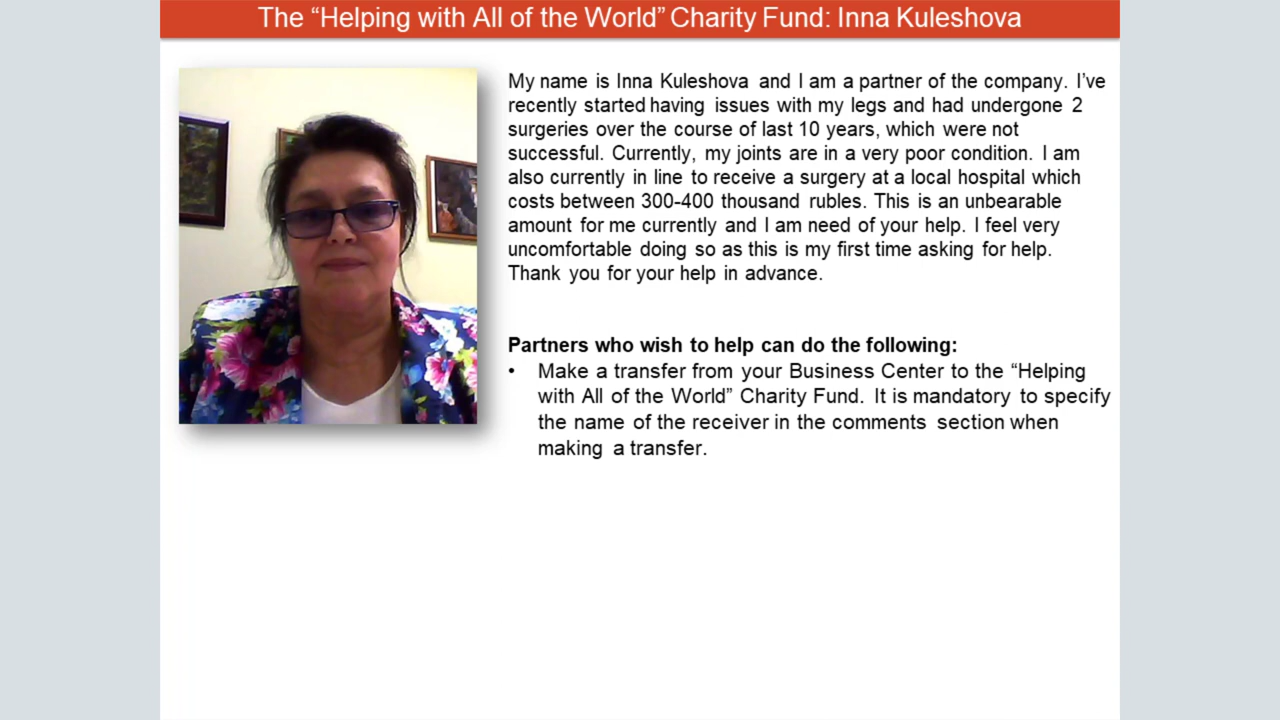 The “Helping with All of the World” Charity Fund: Inna Kuleshova
My name is Inna Kuleshova and I am a partner of the company. I’ve
recently started having issues with my legs and had undergone 2
surgeries over the course of last 10 years, which were not
successful. Currently, my joints are in a very poor condition. I am
also currently in line to receive a surgery at a local hospital which
costs between 300-400 thousand rubles. This is an unbearable
amount for me currently and I am need of your help. I feel very
uncomfortable doing so as this is my first time asking for help.
Thank you for your help in advance.
Partners who wish to help can do the following:
• Make a transfer from your Business Center to the “Helping
with All of the World” Charity Fund. It is mandatory to specify
the name of the receiver in the comments section when
making a transfer.